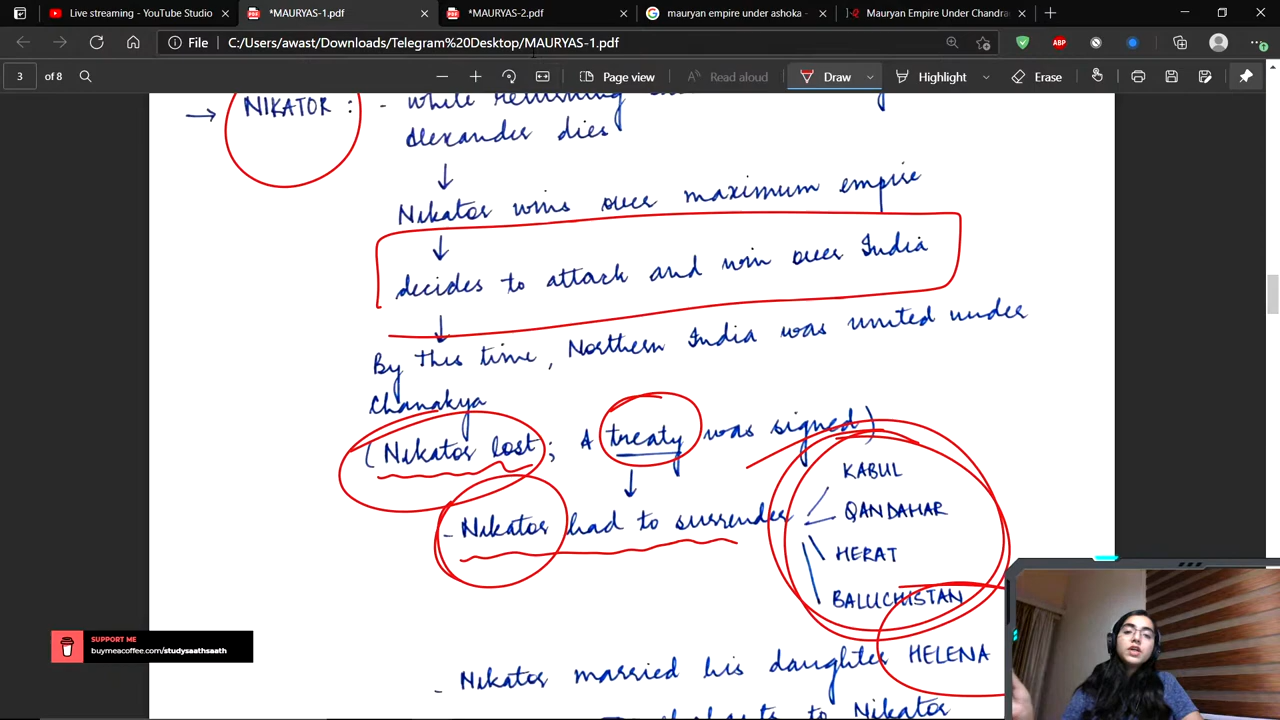 Live streaming - YouTube Studio
*MAURYAS-1.pdf
*MAURYAS-2.pdf
mauryan empire under ashoka -
Mauryan Empire Under Chandra
File
C:/Users/awast/Downloads/Telegram%20Desktop/MAURYAS-1.pdf
3 of 8
Page view
Read aloud
Draw
Highlight
Erase
→ NIKATOR : - while returning
Alexander dies
↓
Nikator wins over maximum empire
↓
decides to attack and win over India
↓
By this time, Northern India was united under
Chanakya
(Nikator lost; A treaty was signed)
↓
- Nikator had to surrender
KABUL
QANDAHAR
HERAT
BALUCHISTAN
SUPPORT ME
buymeacoffee.com/studysaathsaath
- Nikator married his daughter HELENA
to Nikator